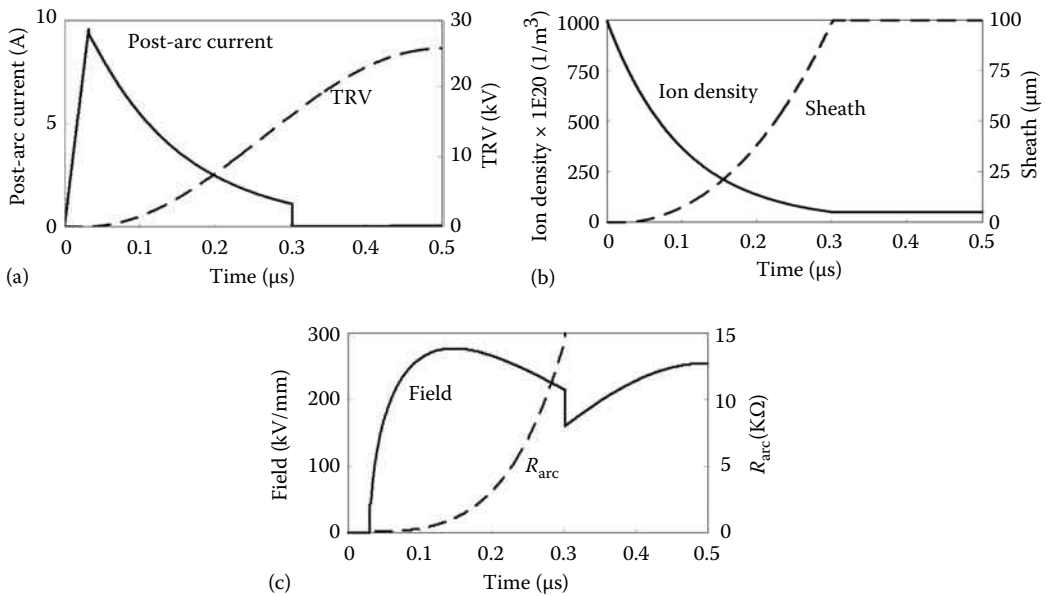 10
5
0
Post-arc current (A)
Post-arc current
TRV
30
20
10
0
TRV (kV)
0 0.1 0.2 0.3 0.4 0.5
Time (μs)
(a)
1000
750
500
250
0
Ion density × 1E20 (1/m³)
Ion density
Sheath
100
75
50
25
0
Sheath (μm)
0 0.1 0.2 0.3 0.4 0.5
Time (μs)
(b)
300
200
100
0
Field (kV/mm)
Field
Rarc
15
10
5
0
Rarc(KΩ)
0 0.1 0.2 0.3 0.4 0.5
Time (μs)
(c)